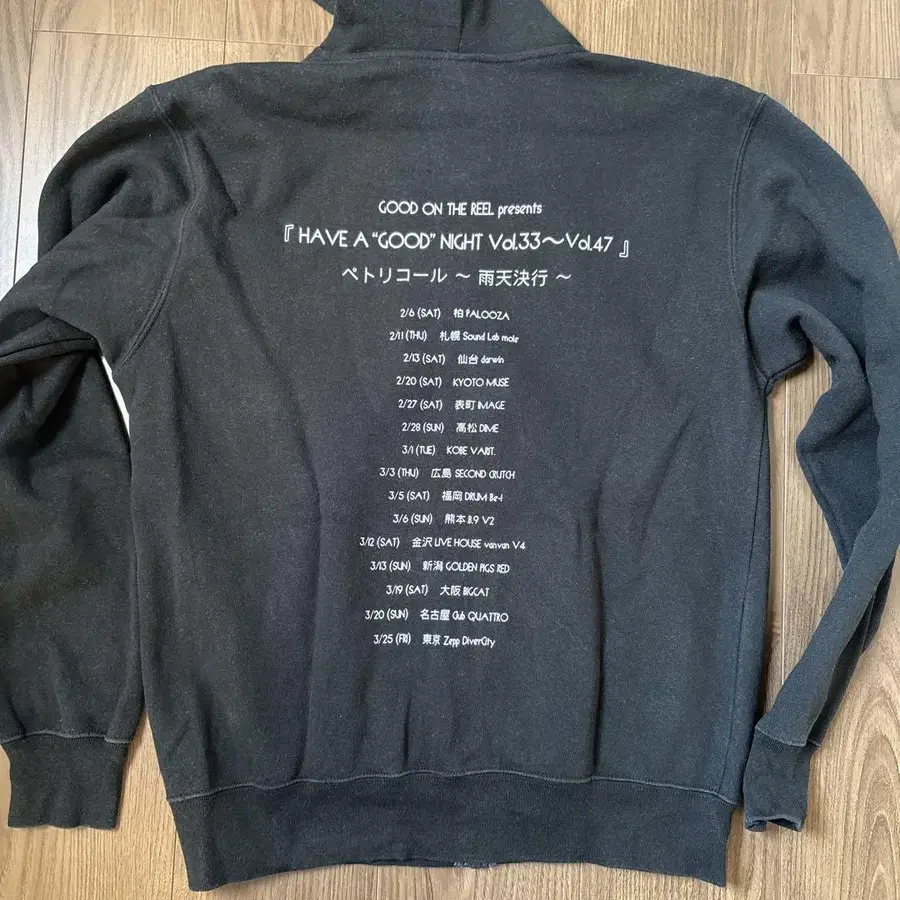 GOOD ON THE REEL presents
『 HAVE A “GOOD” NIGHT Vol.33〜Vol.47 』
ペトリコール 〜 雨天決行 〜
2/6 (SAT) 柏 PALOOZA
2/11 (THU) 札幌 Sound Lab mole
2/13 (SAT) 仙台 darwin
2/20 (SAT) KYOTO MUSE
2/27 (SAT) 表町 IMAGE
2/28 (SUN) 高松 DIME
3/1 (TUE) KOBE VARIT.
3/3 (THU) 広島 SECOND CRUTCH
3/5 (SAT) 福岡 DRUM Be-1
3/6 (SUN) 熊本 B.9 V2
3/12 (SAT) 金沢 LIVE HOUSE vanvan V4
3/13 (SUN) 新潟 GOLDEN PIGS RED
3/19 (SAT) 大阪 BIGCAT
3/20 (SUN) 名古屋 Club QUATTRO
3/25 (FRI) 東京 Zepp DiverCity